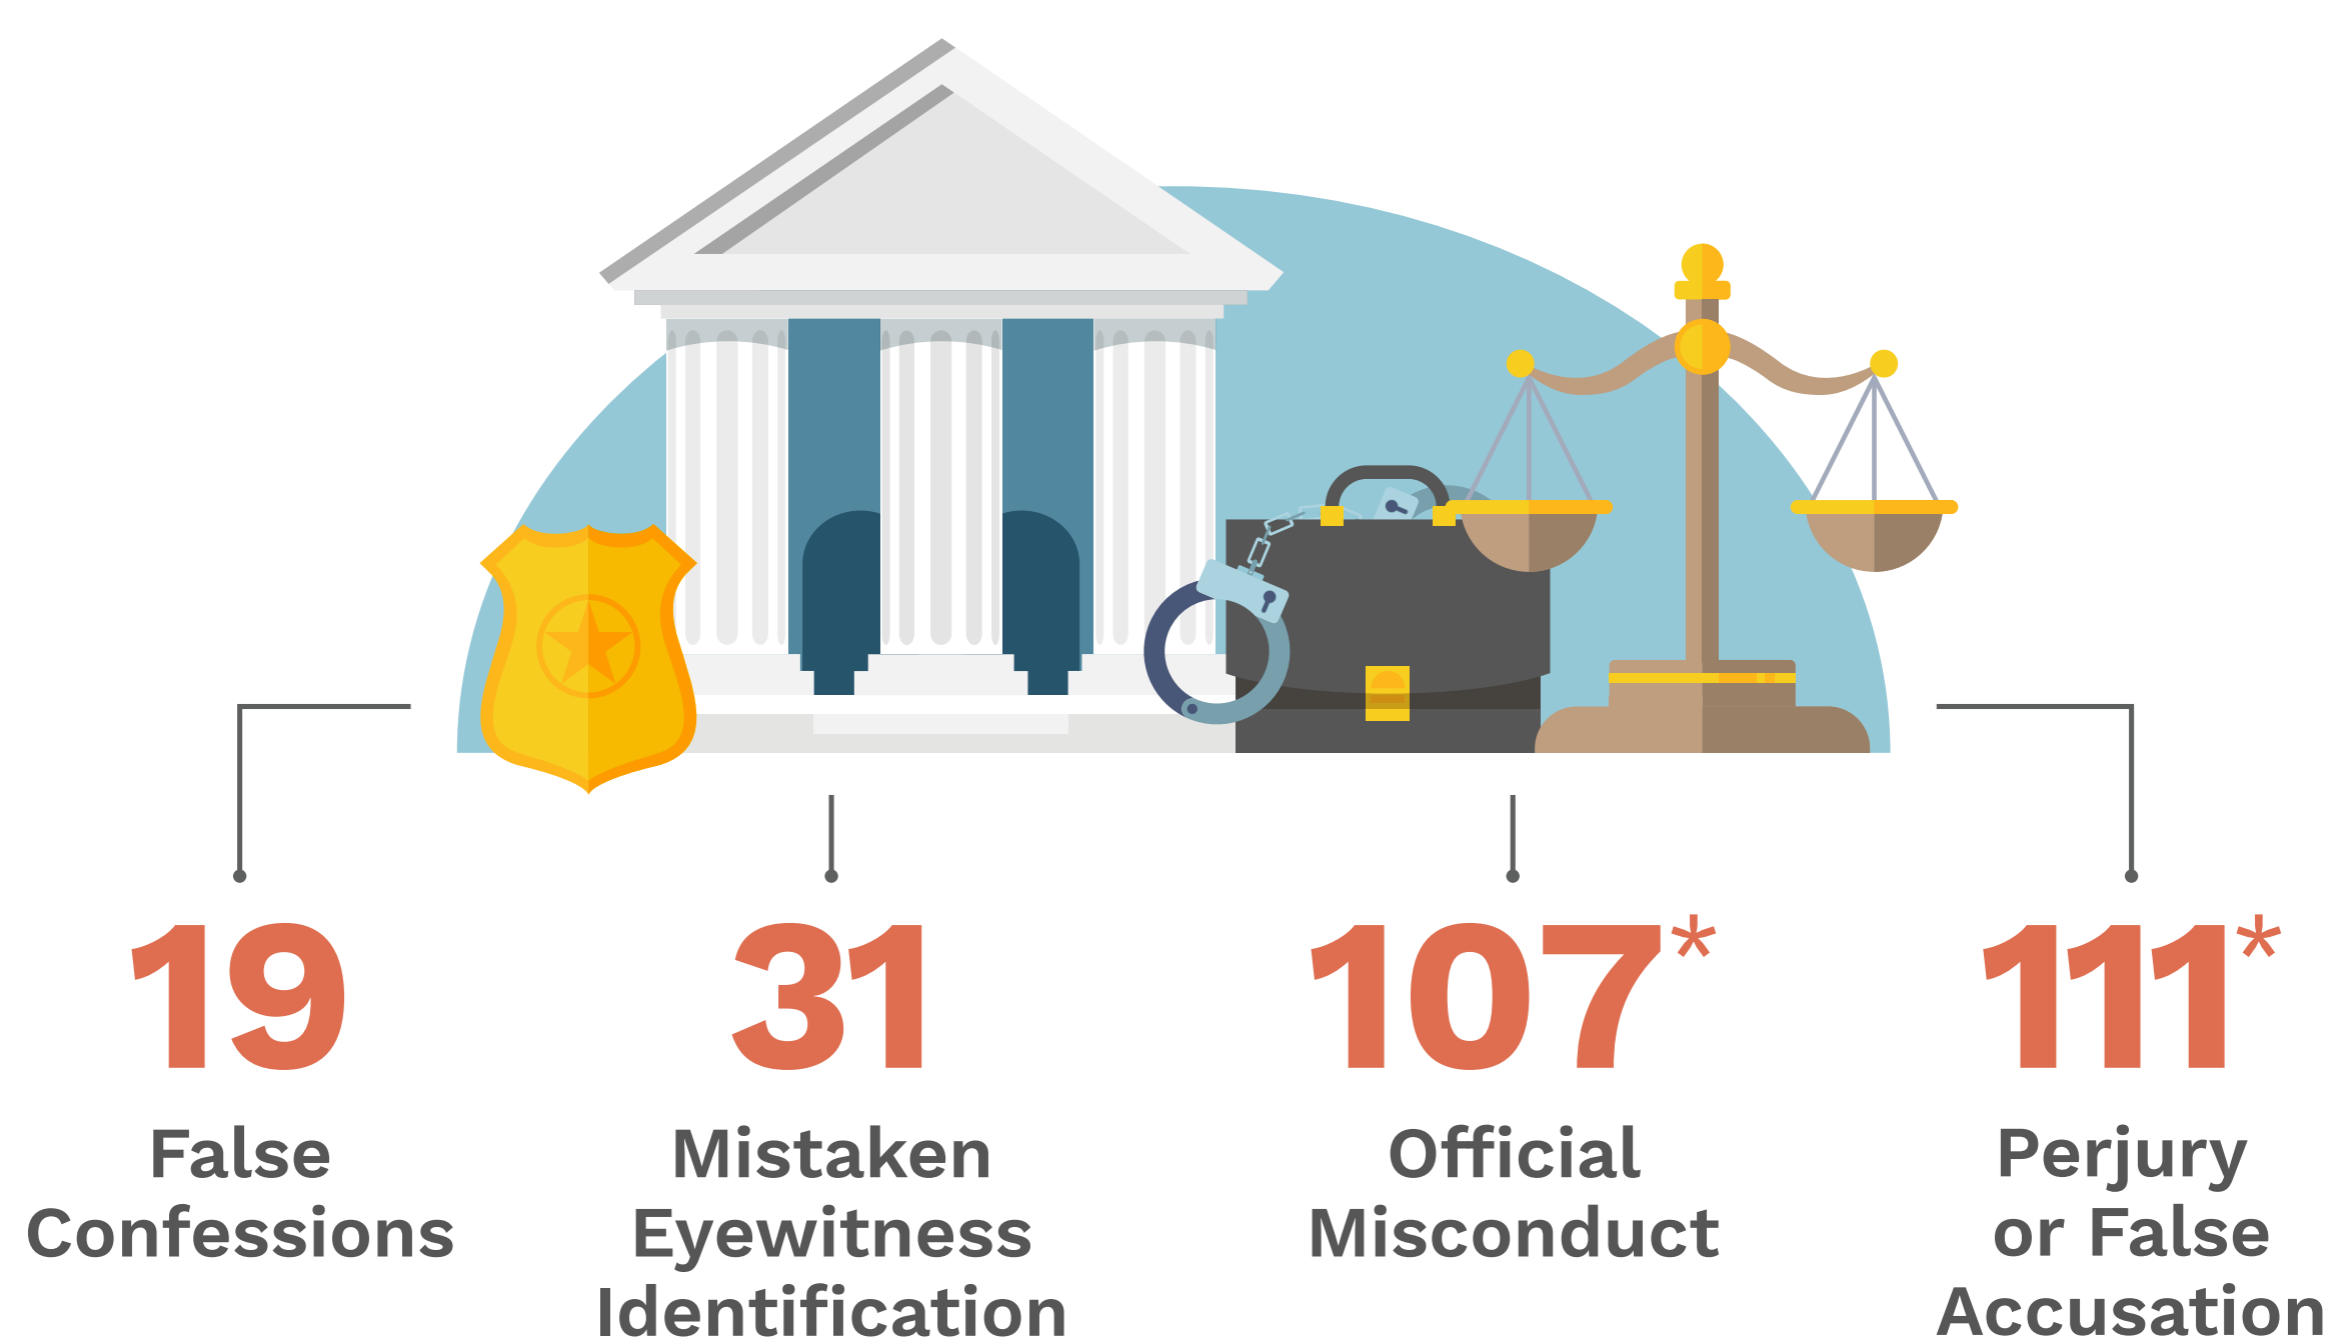 19
False
Confessions
31
Mistaken
Eyewitness
Identification
107*
Official
Misconduct
111*
Perjury
or False
Accusation